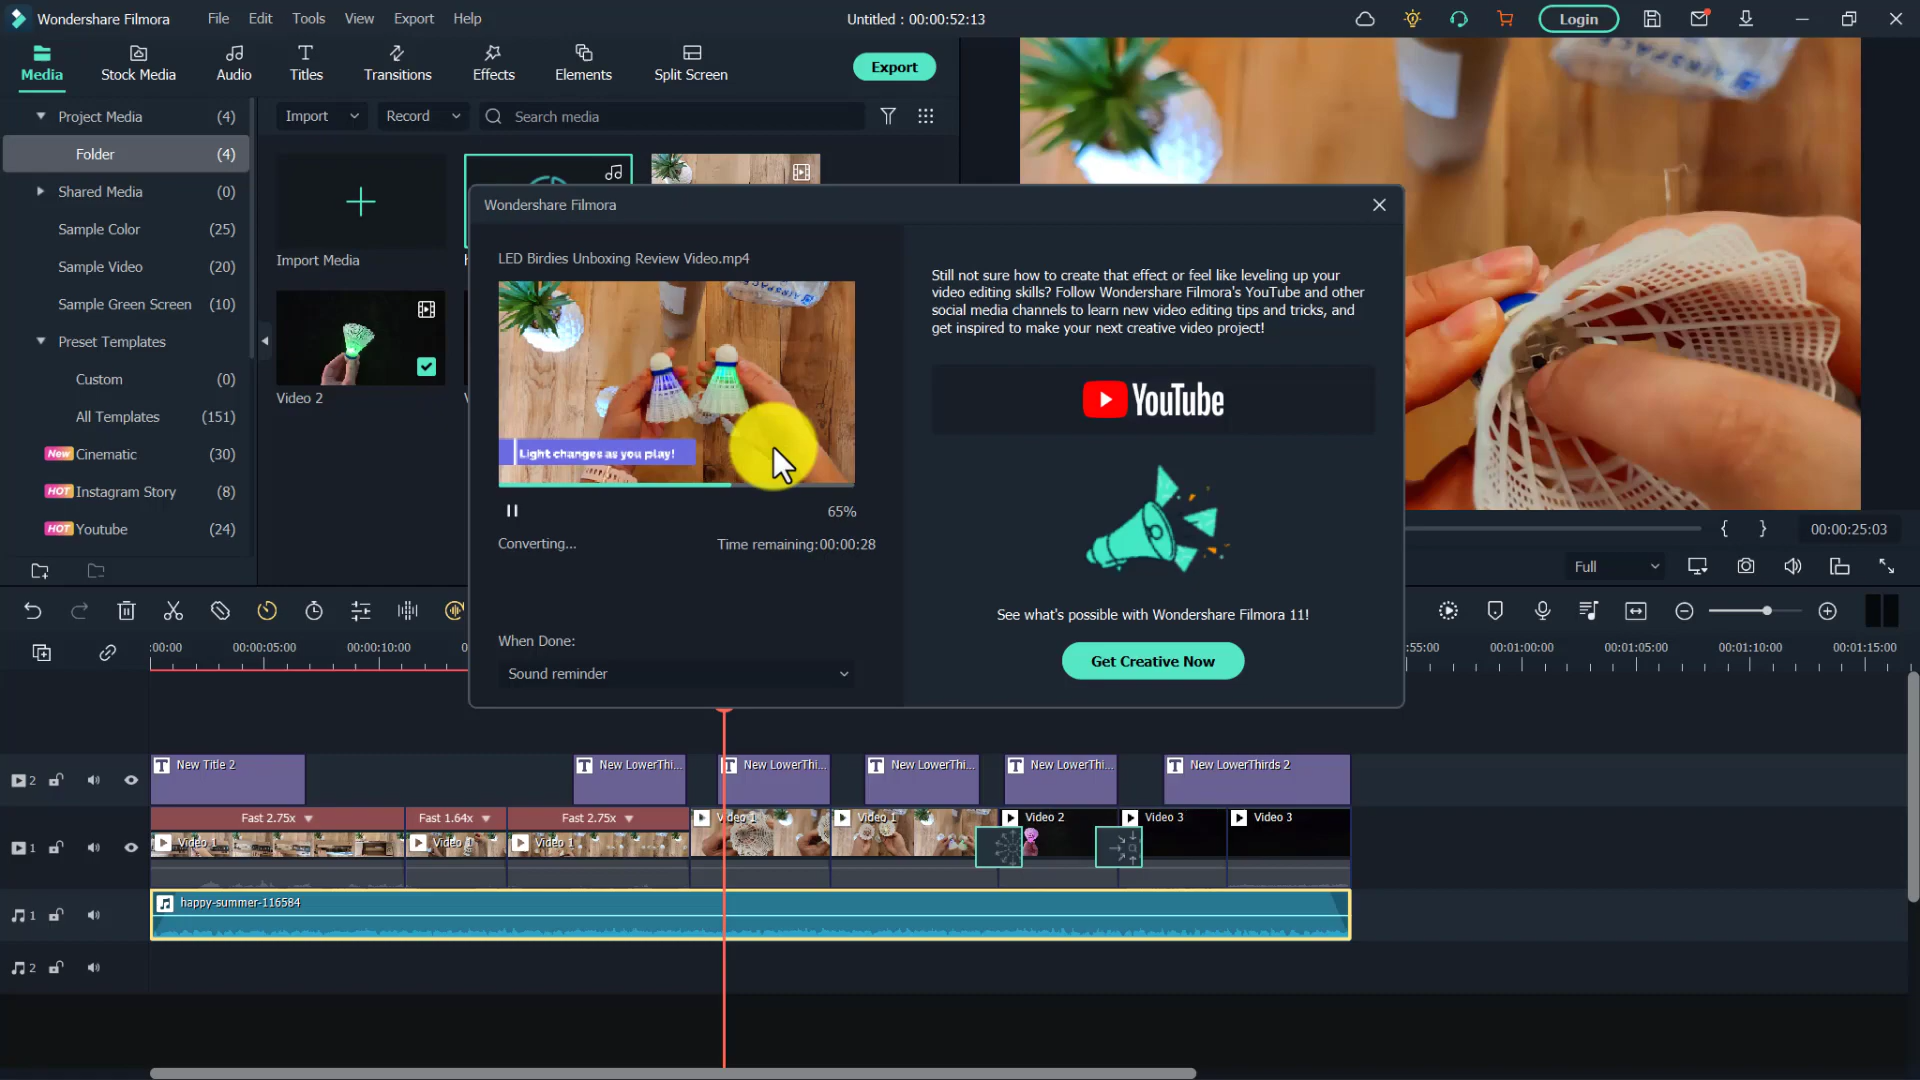 Wondershare Filmora
File
Edit
Tools
View
Export
Help
Untitled : 00:00:52:13
Login
Media
Stock Media
Audio
Titles
Transitions
Effects
Elements
Split Screen
Export
Project Media (4)
Folder (4)
Shared Media (0)
Sample Color (25)
Sample Video (20)
Sample Green Screen (10)
Preset Templates
Custom (0)
All Templates (151)
New Cinematic (30)
HOT Instagram Story (8)
HOT Youtube (24)
Import
Record
Search media
Import Media
Video 2
Wondershare Filmora
LED Birdies Unboxing Review Video.mp4
Light changes as you play!
65%
Converting...
Time remaining:00:00:28
When Done:
Sound reminder
Still not sure how to create that effect or feel like leveling up your
video editing skills? Follow Wondershare Filmora's YouTube and other
social media channels to learn new video editing tips and tricks, and
get inspired to make your next creative video project!
YouTube
See what's possible with Wondershare Filmora 11!
Get Creative Now
{ }
00:00:25:03
Full
:00:00
00:00:05:00
00:00:10:00
:55:00
00:01:00:00
00:01:05:00
00:01:10:00
00:01:15:00
2
New Title 2
New LowerThi...
New LowerThi...
New LowerThi...
New LowerThi...
New LowerThirds 2
Fast 2.75x
Fast 1.64x
Fast 2.75x
1
Video 1
Video 1
Video 1
Video 1
Video 1
Video 2
Video 3
Video 3
1
happy-summer-116584
2